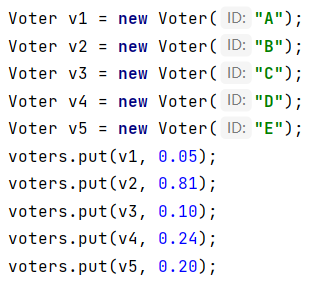 Voter v1 = new Voter( ID: "A");
Voter v2 = new Voter( ID: "B");
Voter v3 = new Voter( ID: "C");
Voter v4 = new Voter( ID: "D");
Voter v5 = new Voter( ID: "E");
voters.put(v1, 0.05);
voters.put(v2, 0.81);
voters.put(v3, 0.10);
voters.put(v4, 0.24);
voters.put(v5, 0.20);